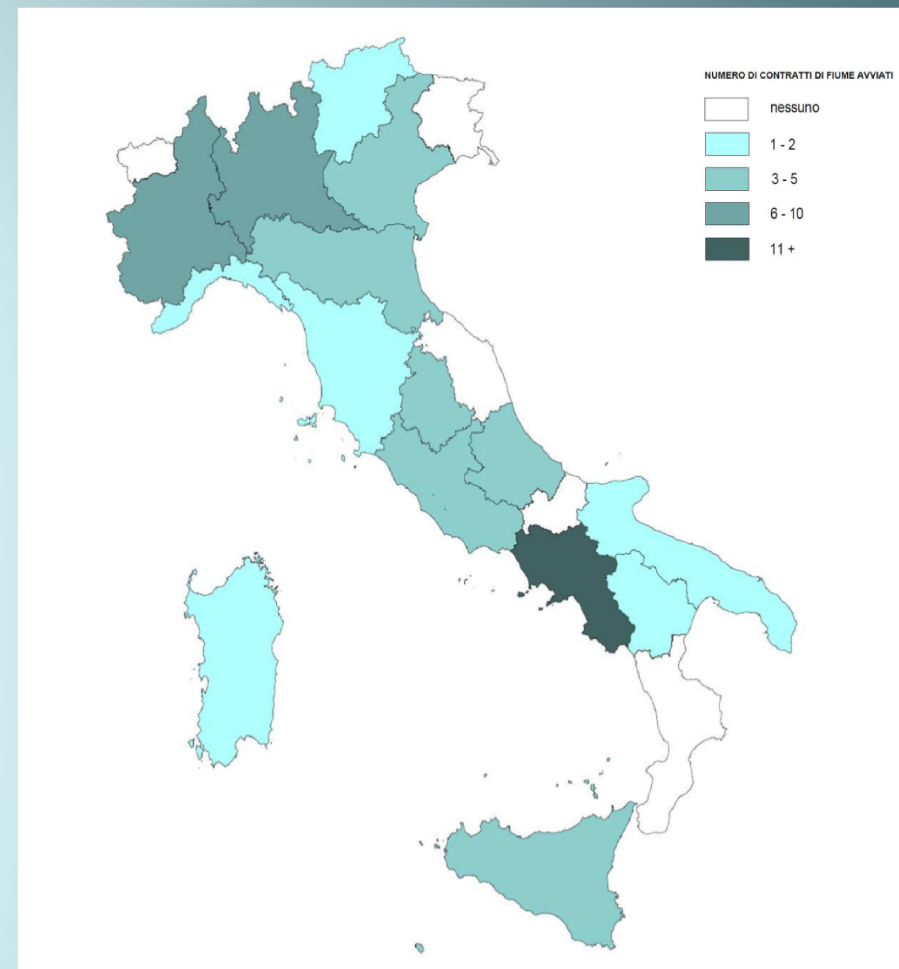 NUMERO DI CONTRATTI DI FIUME AVVIATI
nessuno
1 - 2
3 - 5
6 - 10
11 +